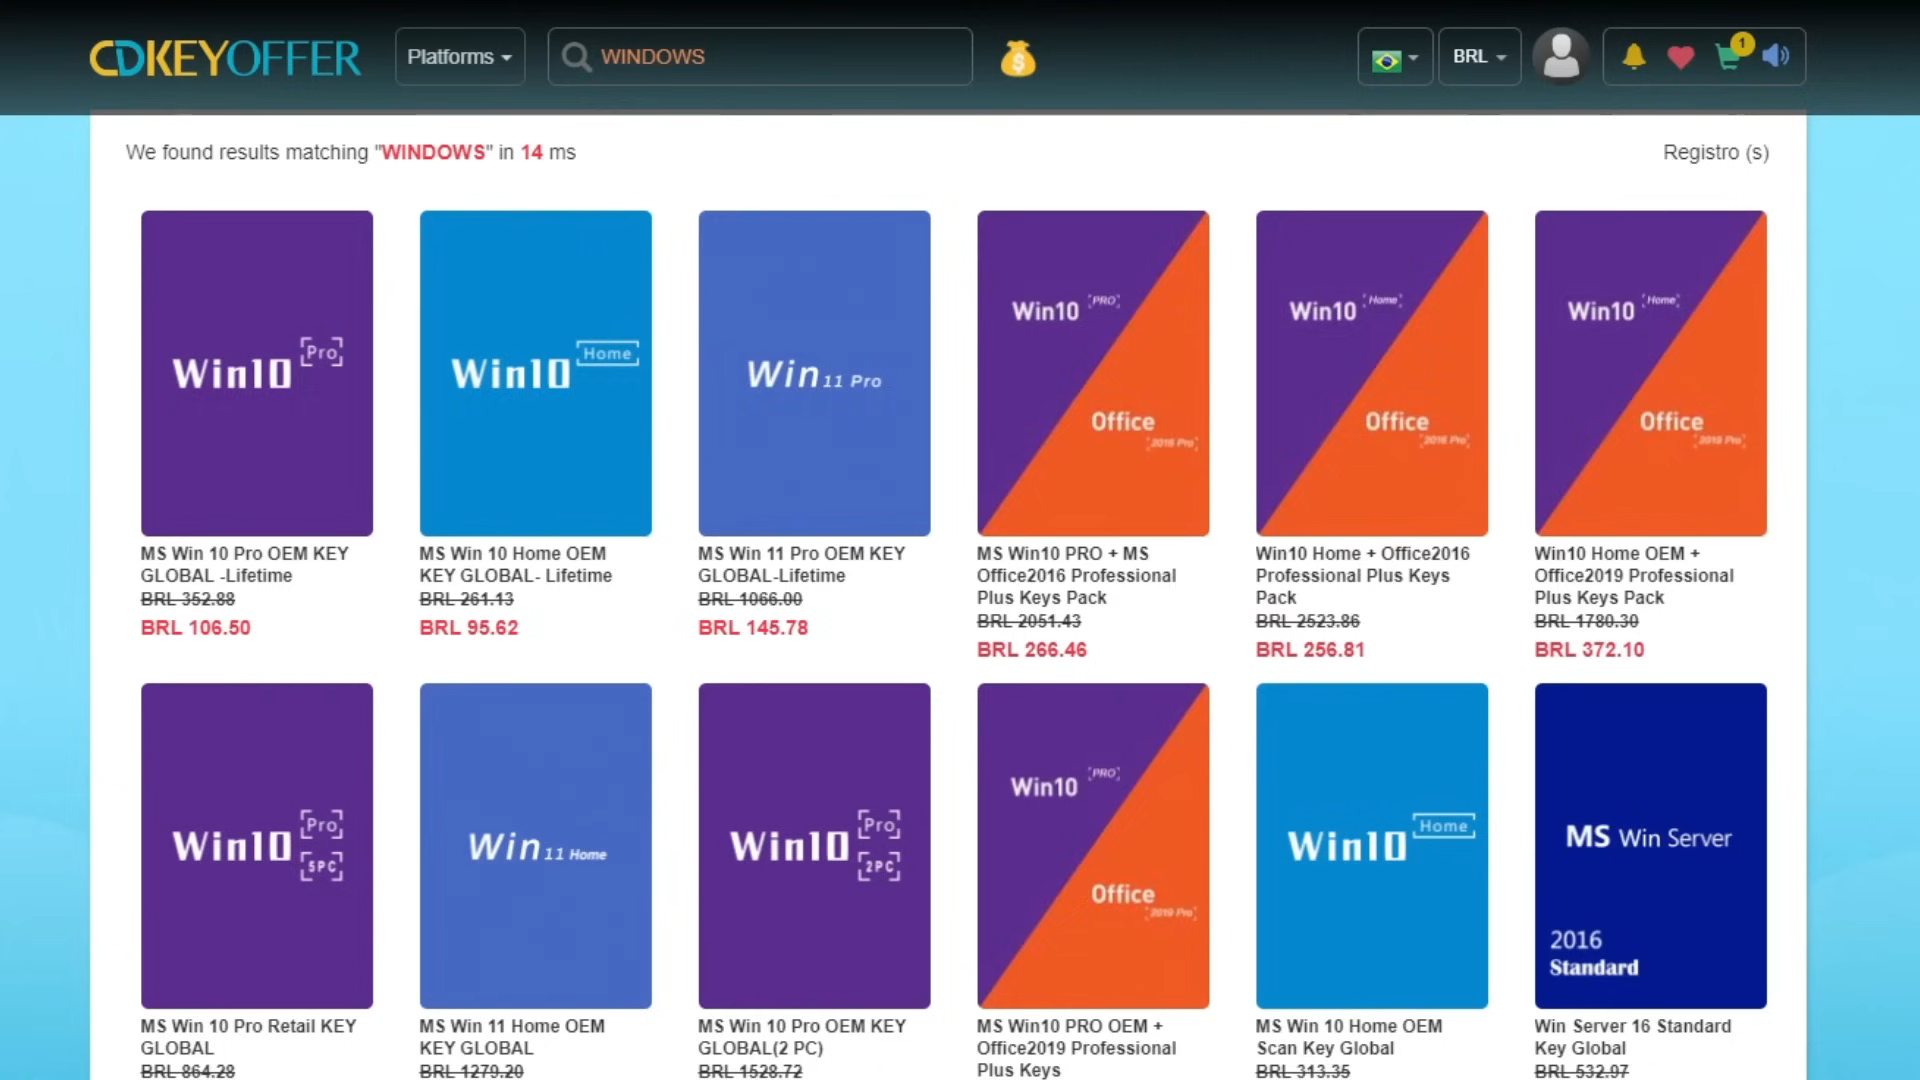 CDKEYOFFER
Platforms
WINDOWS
BRL
1
We found results matching "WINDOWS" in 14 ms
Registro (s)
Win10 Pro
Win10 Home
Win 11 Pro
Win10 PRO
Office
2016 Pro
Win10 Home
Office
2016 Pro
Win10 Home
Office
2019 Pro
MS Win 10 Pro OEM KEY
GLOBAL -Lifetime
BRL 352.88
BRL 106.50
MS Win 10 Home OEM
KEY GLOBAL- Lifetime
BRL 261.13
BRL 95.62
MS Win 11 Pro OEM KEY
GLOBAL-Lifetime
BRL 1066.00
BRL 145.78
MS Win10 PRO + MS
Office2016 Professional
Plus Keys Pack
BRL 2051.43
BRL 266.46
Win10 Home + Office2016
Professional Plus Keys
Pack
BRL 2523.86
BRL 256.81
Win10 Home OEM +
Office2019 Professional
Plus Keys Pack
BRL 1780.30
BRL 372.10
Win10 Pro
5PC
Win 11 Home
Win10 Pro
2PC
Win10 PRO
Office
2019 Pro
Win10 Home
MS Win Server
2016
Standard
MS Win 10 Pro Retail KEY
GLOBAL
BRL 864.28
MS Win 11 Home OEM
KEY GLOBAL
BRL 1279.20
MS Win 10 Pro OEM KEY
GLOBAL(2 PC)
BRL 1528.72
MS Win10 PRO OEM +
Office2019 Professional
Plus Keys
MS Win 10 Home OEM
Scan Key Global
BRL 313.35
Win Server 16 Standard
Key Global
BRL 532.97